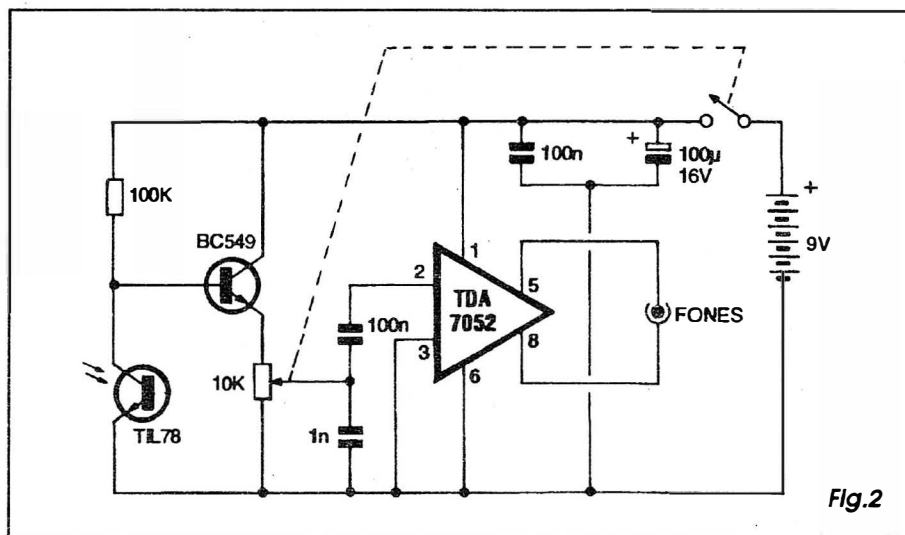 100K
BC549
TIL78
10K
100n
1n
2
3
1
TDA
7052
6
5
8
100n
+
100µ
16V
FONES
+
9V
Fig.2